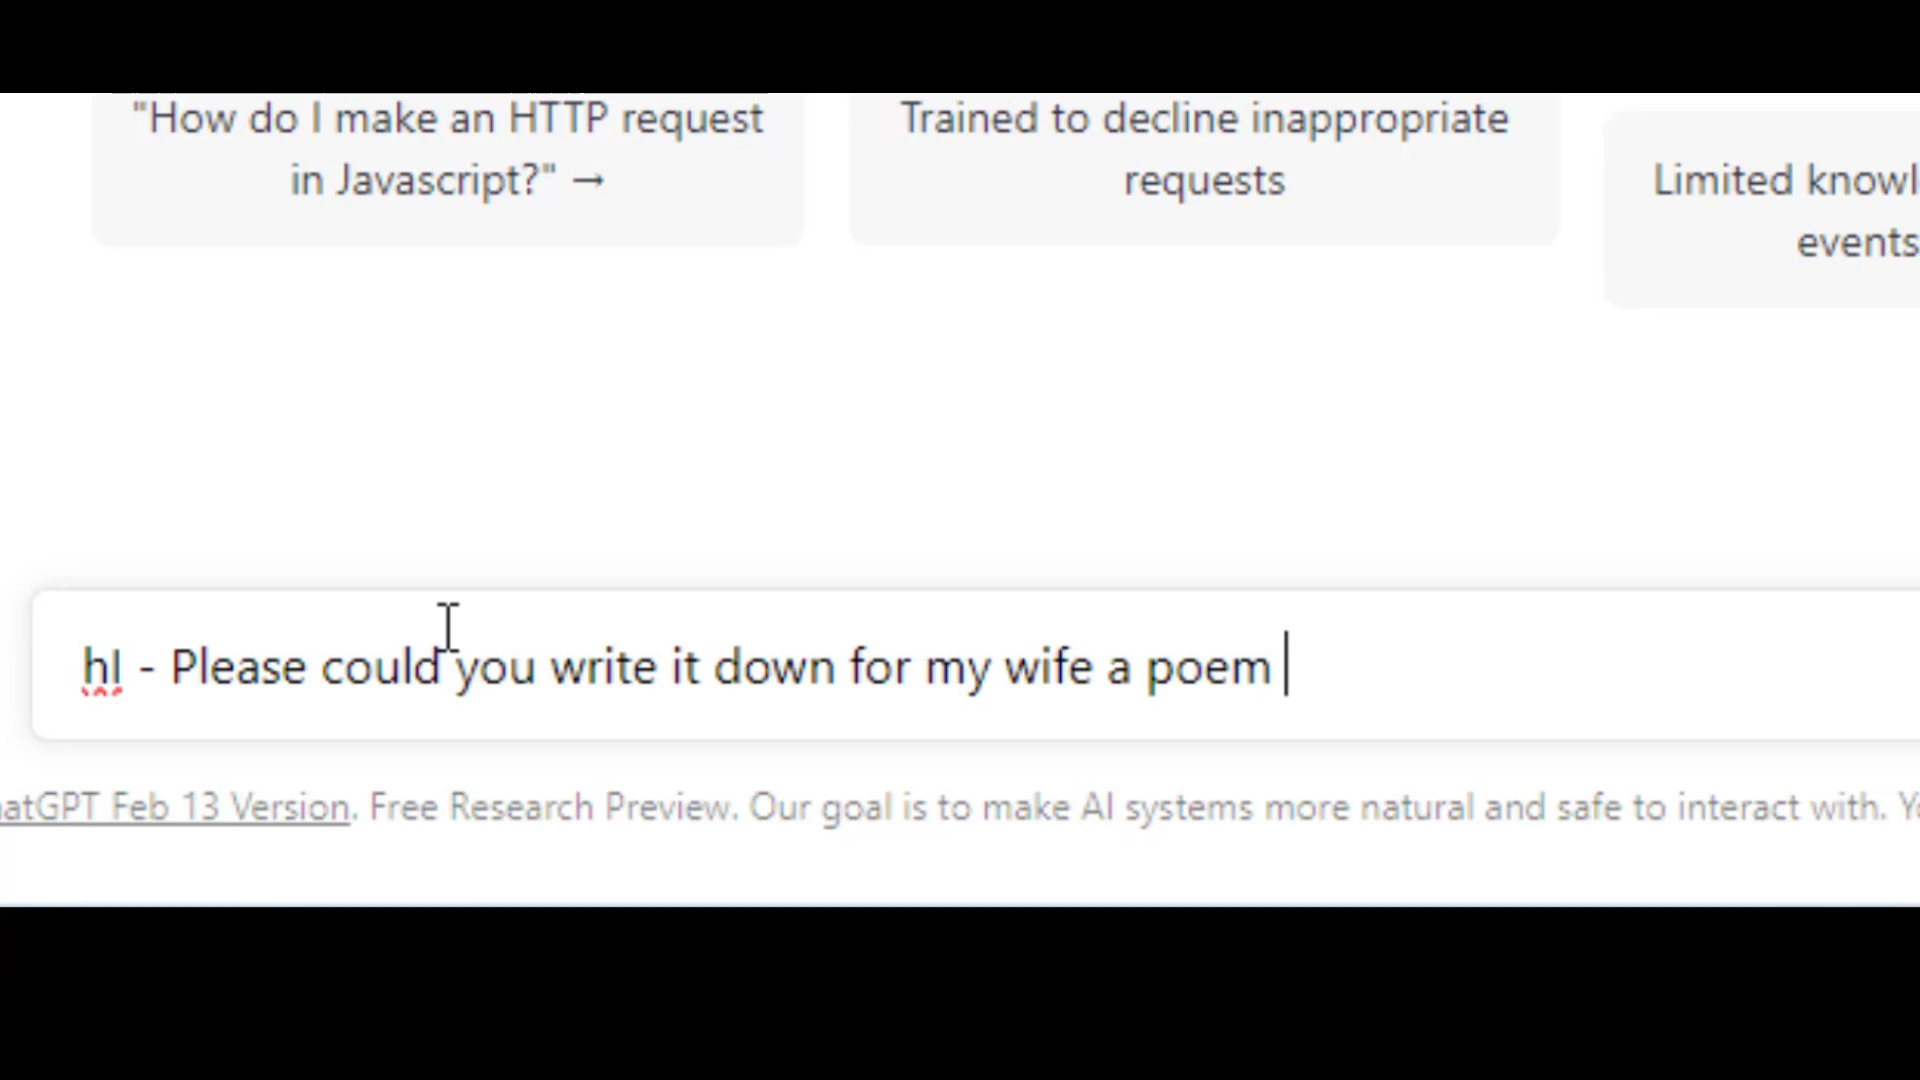 "How do I make an HTTP request
in Javascript?" →
Trained to decline inappropriate
requests
Limited
events
hI - Please could you write it down for my wife a poem
ChatGPT Feb 13 Version. Free Research Preview. Our goal is to make AI systems more natural and safe to interact with.